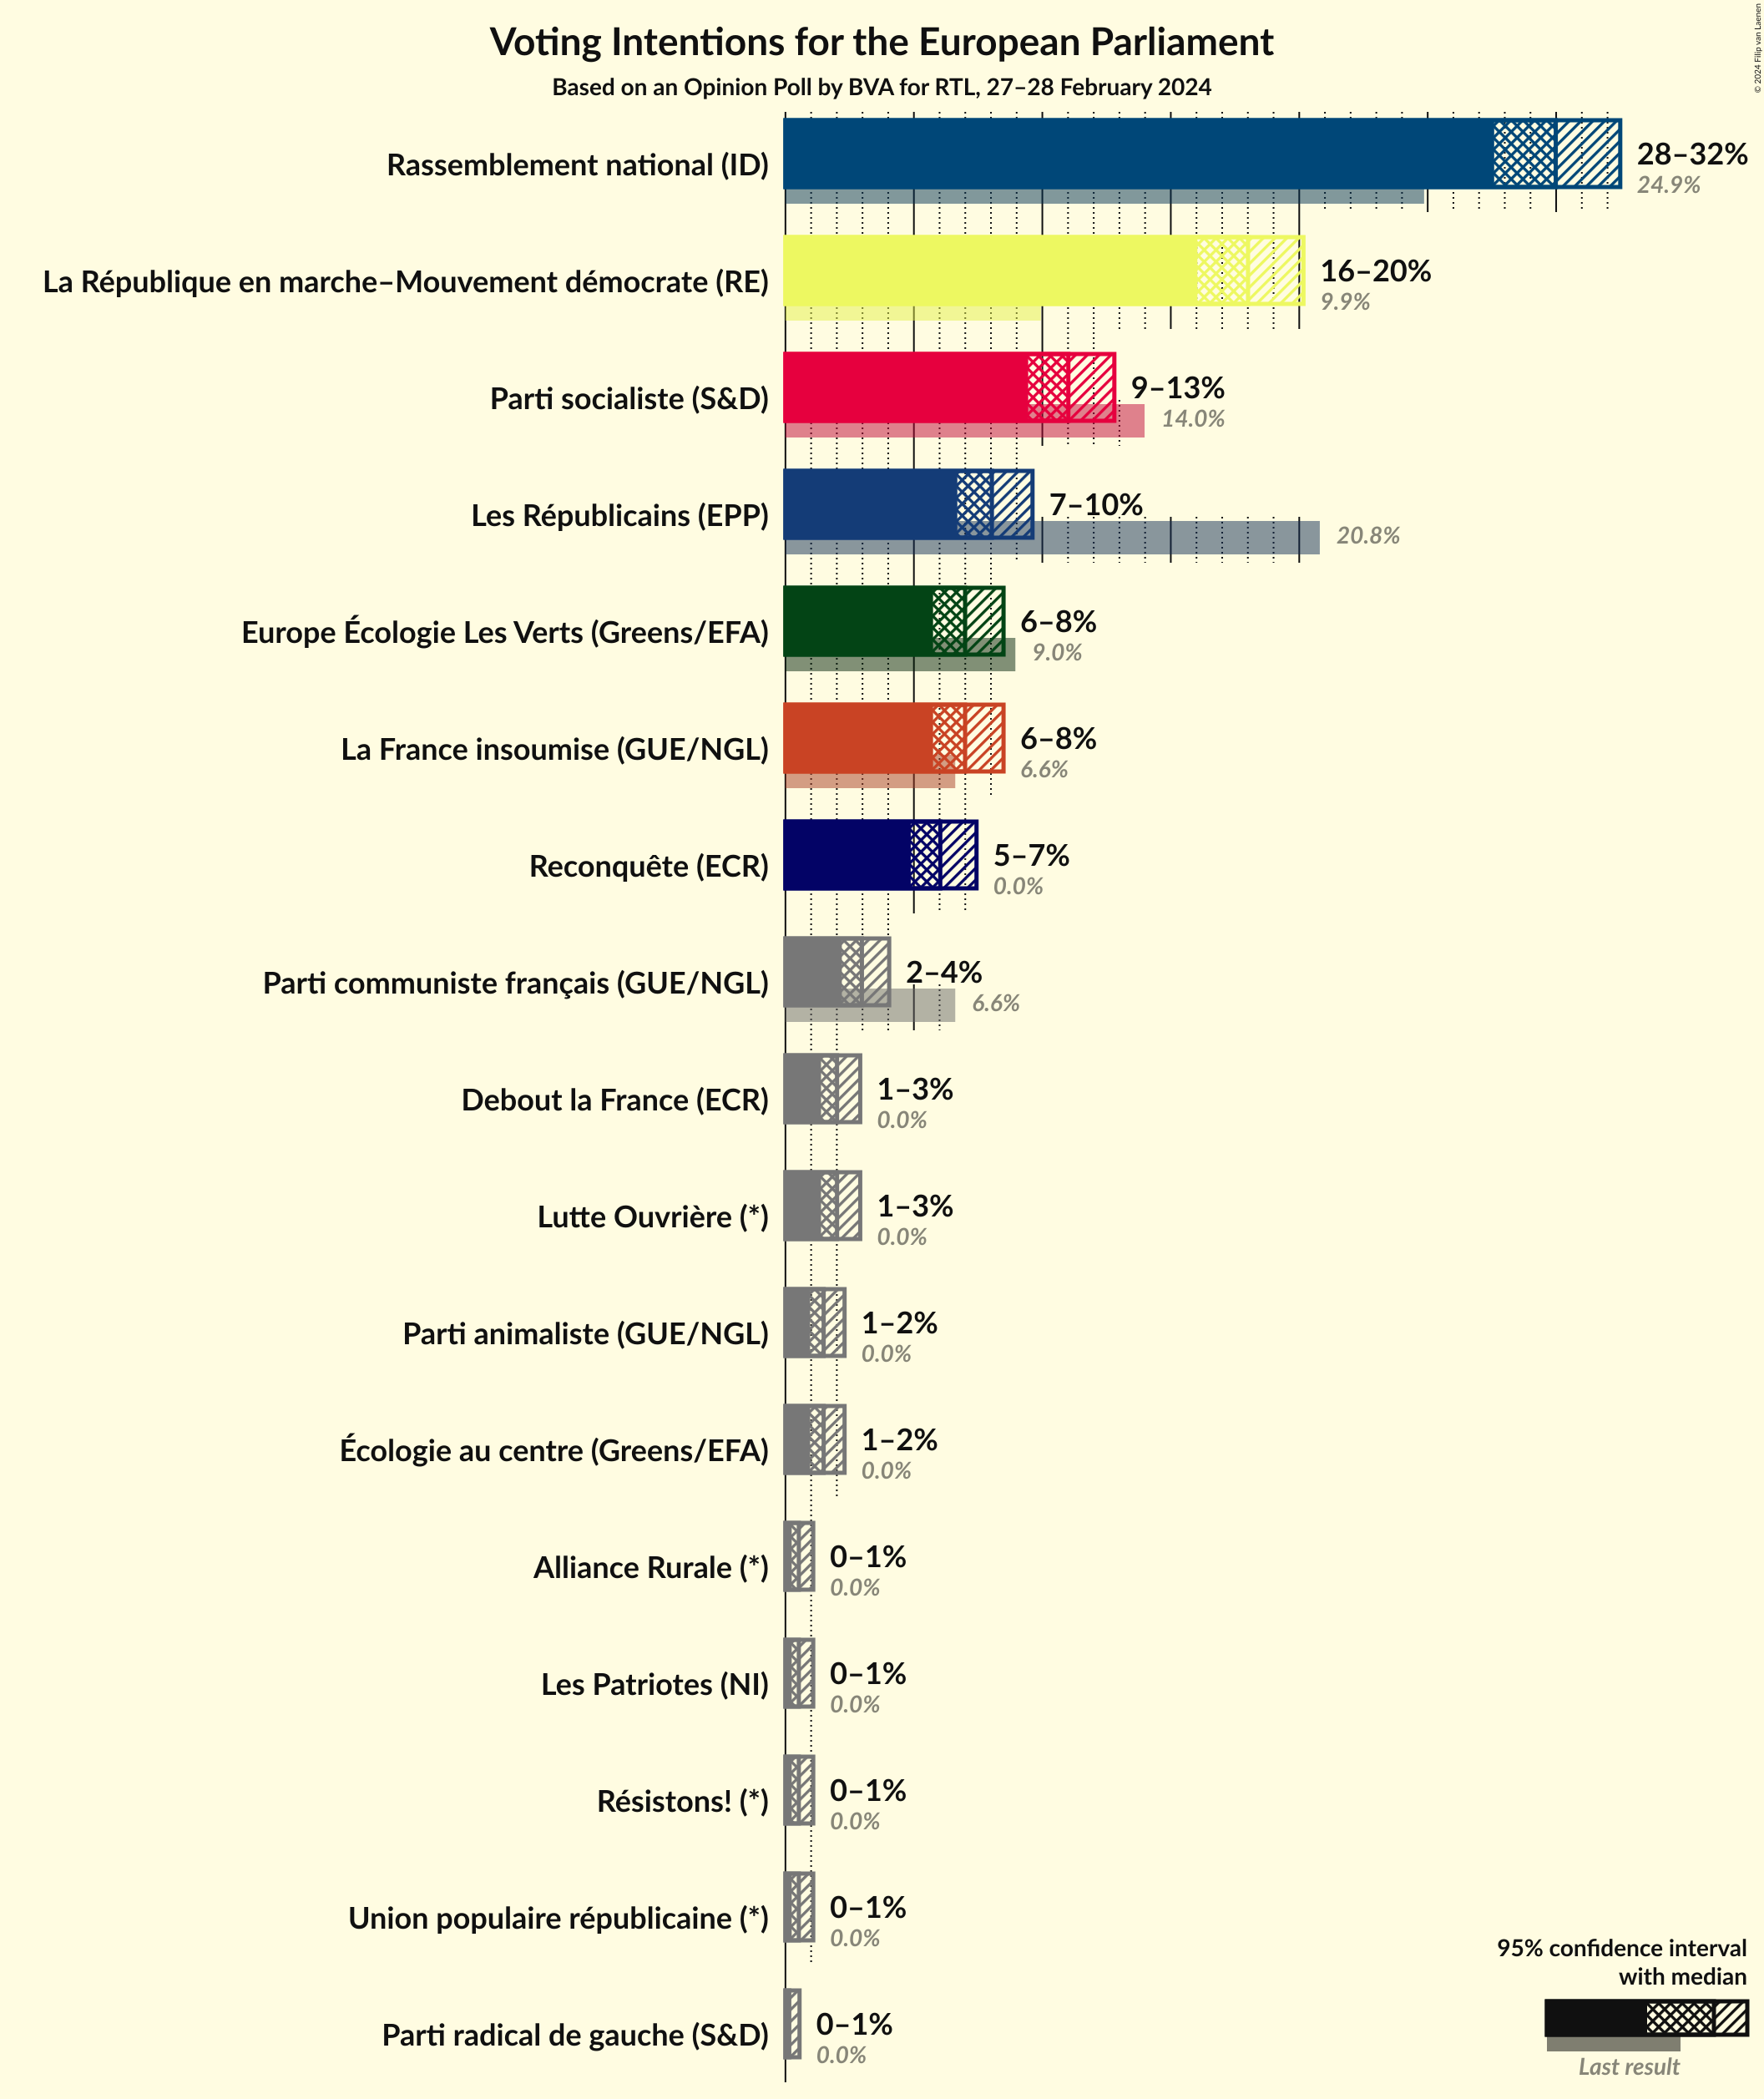 Voting Intentions for the European Parliament
Based on an Opinion Poll by BVA for RTL, 27–28 February 2024
© 2024 Filip van Laenen
Rassemblement national (ID)
28–32%
24.9%
La République en marche–Mouvement démocrate (RE)
16–20%
9.9%
Parti socialiste (S&D)
9–13%
14.0%
Les Républicains (EPP)
7–10%
20.8%
Europe Écologie Les Verts (Greens/EFA)
6–8%
9.0%
La France insoumise (GUE/NGL)
6–8%
6.6%
Reconquête (ECR)
5–7%
0.0%
Parti communiste français (GUE/NGL)
2–4%
6.6%
Debout la France (ECR)
1–3%
0.0%
Lutte Ouvrière (*)
1–3%
0.0%
Parti animaliste (GUE/NGL)
1–2%
0.0%
Écologie au centre (Greens/EFA)
1–2%
0.0%
Alliance Rurale (*)
0–1%
0.0%
Les Patriotes (NI)
0–1%
0.0%
Résistons! (*)
0–1%
0.0%
Union populaire républicaine (*)
0–1%
0.0%
Parti radical de gauche (S&D)
0–1%
0.0%
95% confidence interval
with median
Last result